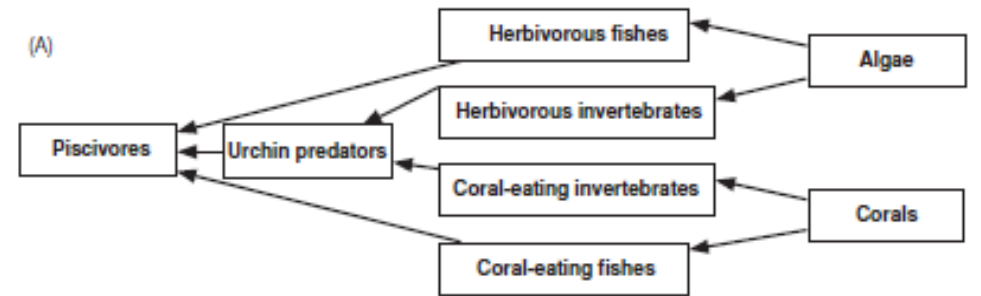 (A)
Herbivorous fishes
Algae
Herbivorous invertebrates
Piscivores
Urchin predators
Coral-eating invertebrates
Corals
Coral-eating fishes